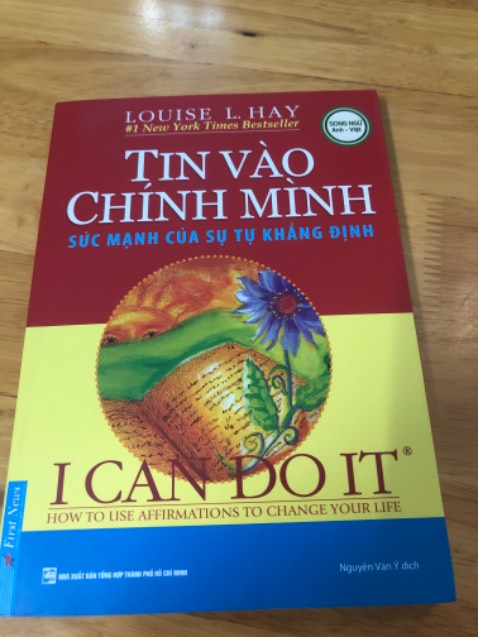 LOUISE L. HAY
#1 New York Times Bestseller
SONG NGỮ
Anh - Việt
TIN VÀO
CHÍNH MÌNH
SỨC MẠNH CỦA SỰ TỰ KHẲNG ĐỊNH
I CAN DO IT®
HOW TO USE AFFIRMATIONS TO CHANGE YOUR LIFE
First News
NHÀ XUẤT BẢN TỔNG HỢP THÀNH PHỐ HỒ CHÍ MINH
Nguyễn Văn Ý dịch